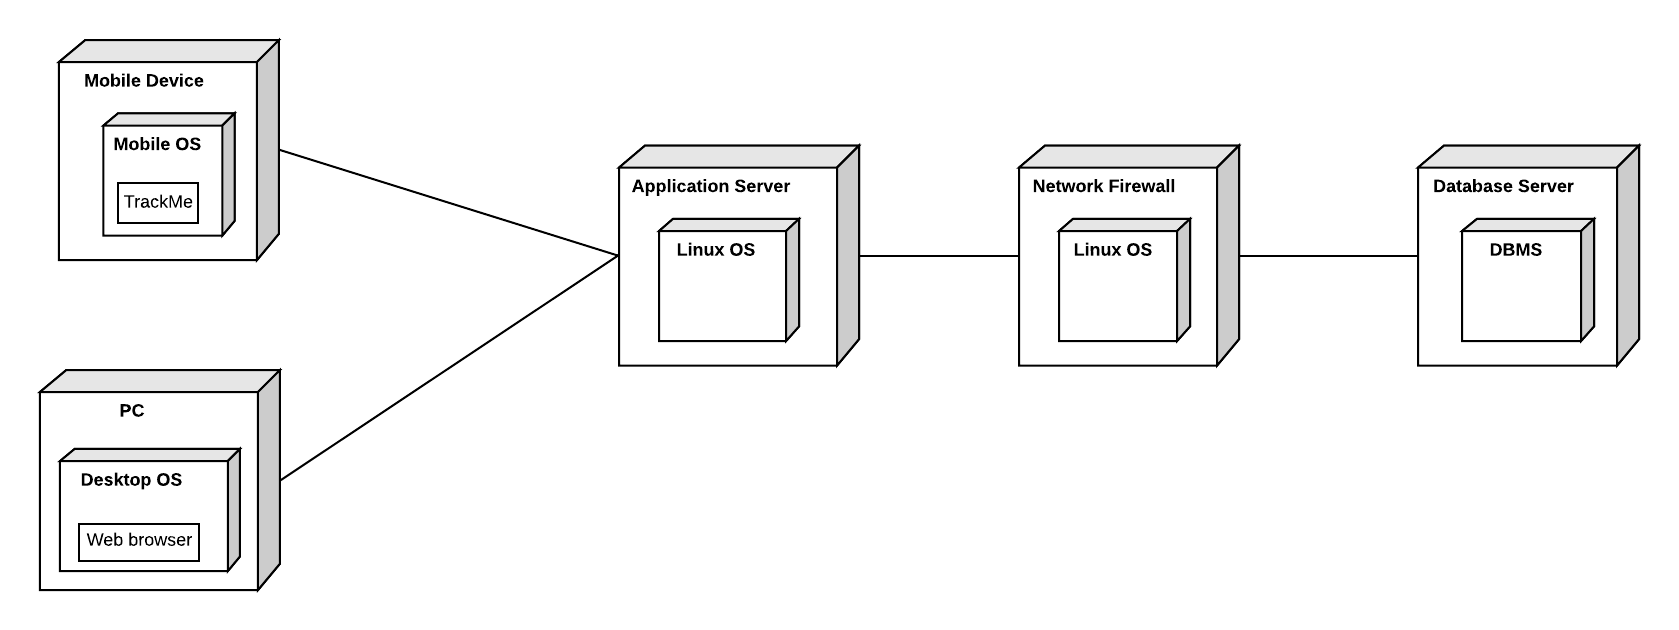 Mobile Device
Mobile OS
TrackMe
PC
Desktop OS
Web browser
Application Server
Linux OS
Network Firewall
Linux OS
Database Server
DBMS